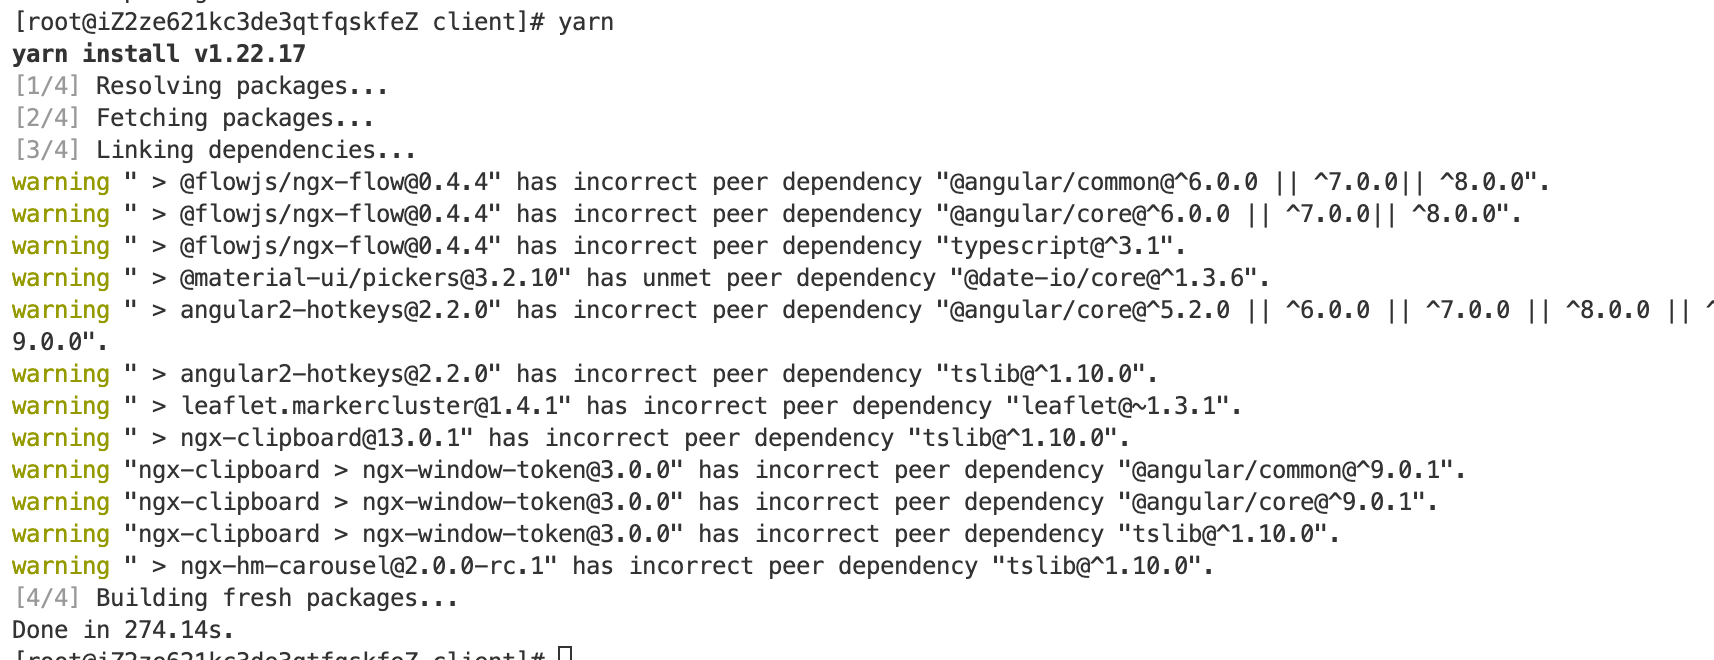 [root@iZ2ze621kc3de3qtfqskfeZ client]# yarn
yarn install v1.22.17
[1/4] Resolving packages...
[2/4] Fetching packages...
[3/4] Linking dependencies...
warning " > @flowjs/ngx-flow@0.4.4" has incorrect peer dependency "@angular/common@^6.0.0 || ^7.0.0|| ^8.0.0".
warning " > @flowjs/ngx-flow@0.4.4" has incorrect peer dependency "@angular/core@^6.0.0 || ^7.0.0|| ^8.0.0".
warning " > @flowjs/ngx-flow@0.4.4" has incorrect peer dependency "typescript@^3.1".
warning " > @material-ui/pickers@3.2.10" has unmet peer dependency "@date-io/core@^1.3.6".
warning " > angular2-hotkeys@2.2.0" has incorrect peer dependency "@angular/core@^5.2.0 || ^6.0.0 || ^7.0.0 || ^8.0.0 || ^
9.0.0".
warning " > angular2-hotkeys@2.2.0" has incorrect peer dependency "tslib@^1.10.0".
warning " > leaflet.markercluster@1.4.1" has incorrect peer dependency "leaflet@~1.3.1".
warning " > ngx-clipboard@13.0.1" has incorrect peer dependency "tslib@^1.10.0".
warning "ngx-clipboard > ngx-window-token@3.0.0" has incorrect peer dependency "@angular/common@^9.0.1".
warning "ngx-clipboard > ngx-window-token@3.0.0" has incorrect peer dependency "@angular/core@^9.0.1".
warning "ngx-clipboard > ngx-window-token@3.0.0" has incorrect peer dependency "tslib@^1.10.0".
warning " > ngx-hm-carousel@2.0.0-rc.1" has incorrect peer dependency "tslib@^1.10.0".
[4/4] Building fresh packages...
Done in 274.14s.
[root@iZ2ze621kc3de3qtfqskfeZ client]#